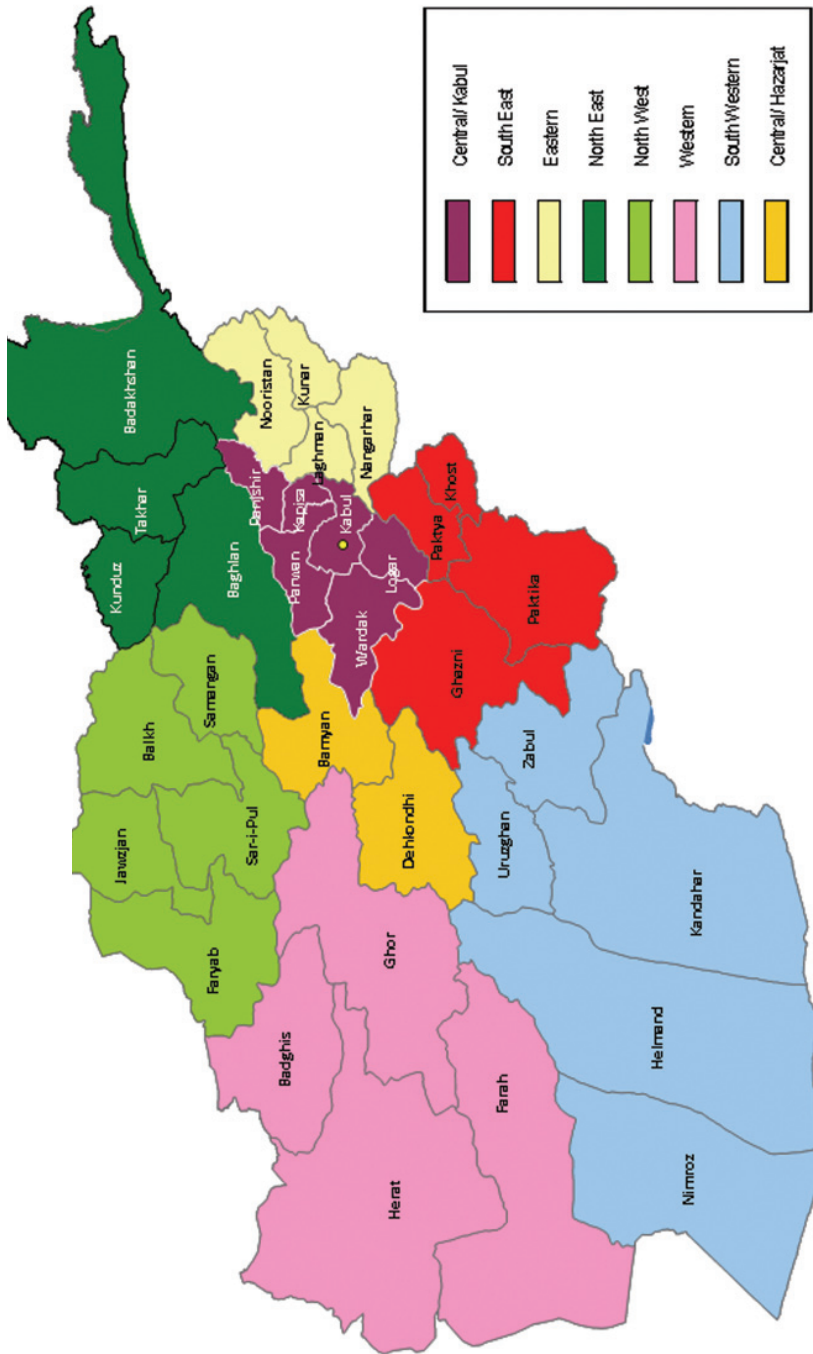 Badakhshan
Takhar
Kunduz
Baghlan
Balkh
Samangan
Jawzjan
Sar-i-Pul
Faryab
Nooristan
Kunar
Laghman
Nangarhar
Panjshir
Kapisa
Parwan
Kabul
Logar
Wardak
Bamyan
Dehkondhi
Badghis
Ghor
Herat
Farah
Khost
Paktya
Paktika
Ghazni
Zabul
Uruzghan
Kandahar
Helmand
Nimroz
Central/ Kabul
South East
Eastern
North East
North West
Western
South Western
Central/ Hazarjat